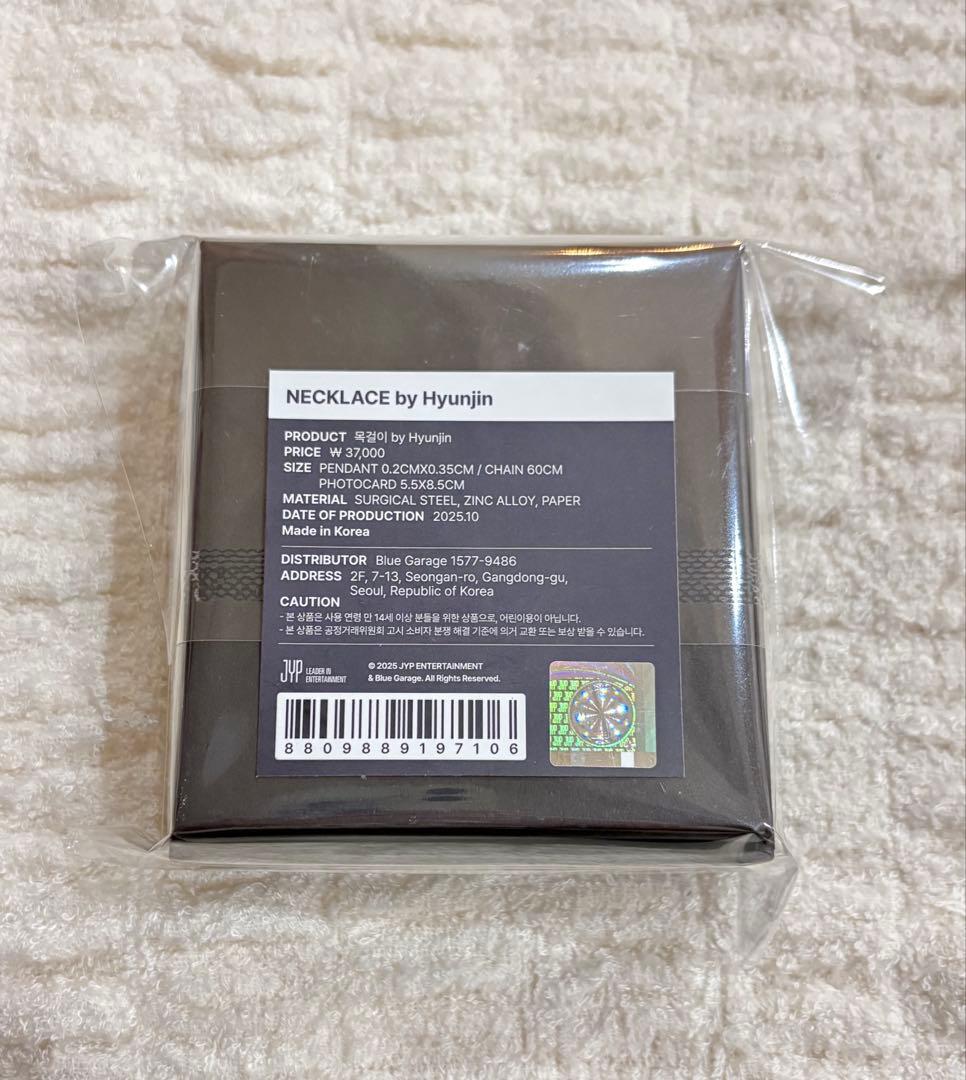 NECKLACE by Hyunjin
PRODUCT 목걸이 by Hyunjin
PRICE ₩ 37,000
SIZE PENDANT 0.2CMX0.35CM / CHAIN 60CM
PHOTOCARD 5.5X8.5CM
MATERIAL SURGICAL STEEL, ZINC ALLOY, PAPER
DATE OF PRODUCTION 2025.10
Made in Korea
DISTRIBUTOR Blue Garage 1577-9486
ADDRESS 2F, 7-13, Seongan-ro, Gangdong-gu,
Seoul, Republic of Korea
CAUTION
- 본 상품은 사용 연령 만 14세 이상 분들을 위한 상품으로, 어린이용이 아닙니다.
- 본 상품은 공정거래위원회 고시 소비자 분쟁 해결 기준에 의거 교환 또는 보상 받을 수 있습니다.
JYP LEADER IN
ENTERTAINMENT
© 2025 JYP ENTERTAINMENT
& Blue Garage. All Rights Reserved.
8809889197106